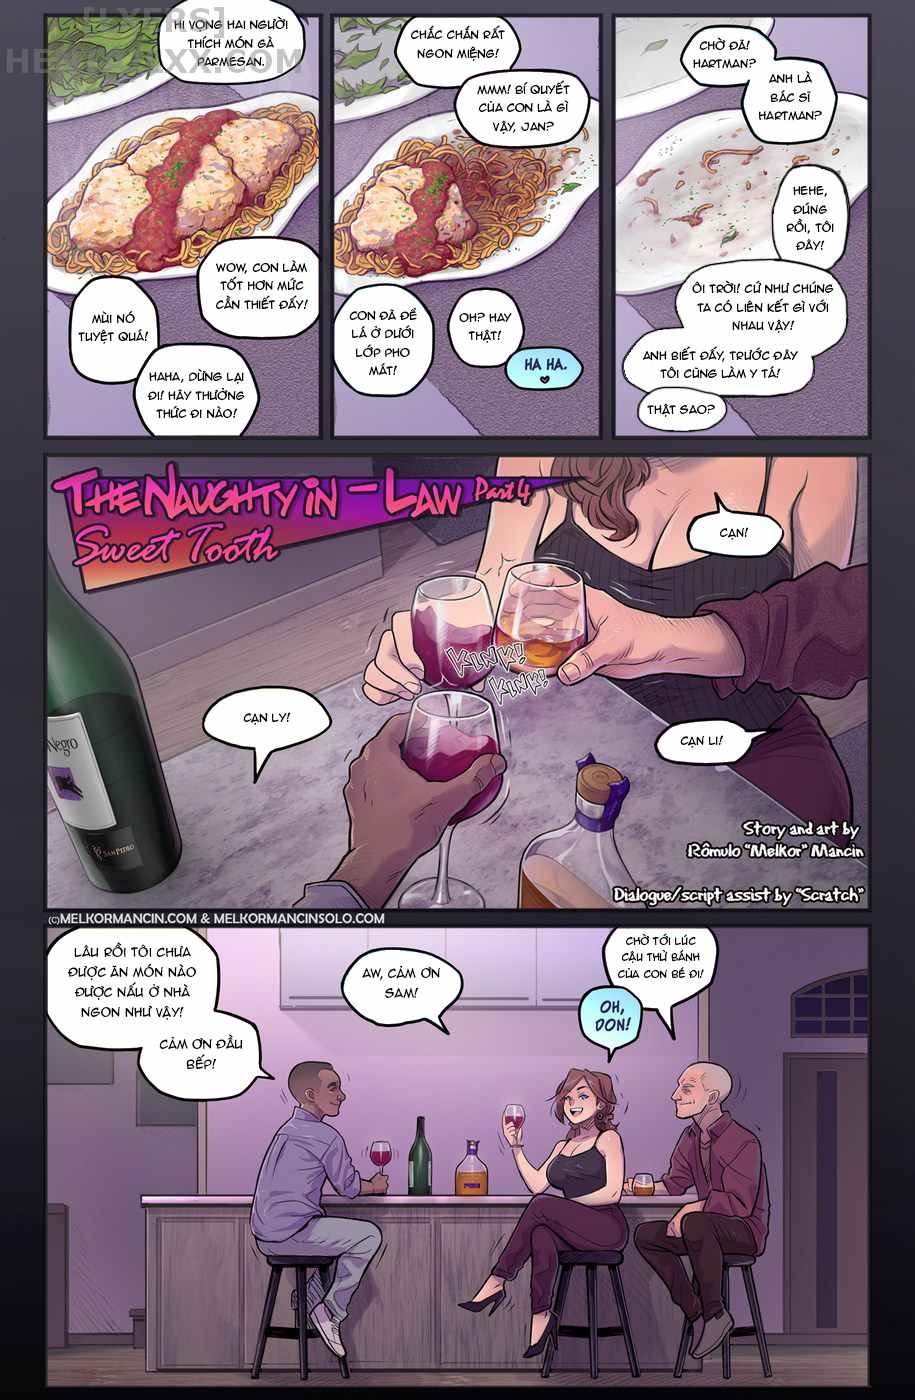 [LXERS]
HENTAIVNXX.COM
HI VỌNG HAI NGƯỜI
THÍCH MÓN GÀ
PARMESAN.
WOW, CON LÀM
TỐT HƠN MỨC
CẦN THIẾT ĐẤY!
MÙI NÓ
TUYỆT QUÁ!
HAHA, DỪNG LẠI
ĐI! HÃY THƯỞNG
THỨC ĐI NÀO!
CHẮC CHẮN RẤT
NGON MIỆNG!
MMM! BÍ QUYẾT
CỦA CON LÀ GÌ
VẬY, JAN?
CON ĐÃ ĐỂ
LÁ Ở DƯỚI
LỚP PHO
MÁT!
OH? HAY
THẬT!
HA HA.
CHỜ ĐÃ!
HARTMAN?
ANH LÀ
BÁC SĨ
HARTMAN?
HEHE,
ĐÚNG
RỒI, TÔI
ĐÂY!
ÔI TRỜI! CỨ NHƯ CHÚNG
TA CÓ LIÊN KẾT GÌ VỚI
NHAU VẬY!
ANH BIẾT ĐẤY, TRƯỚC ĐÂY
TÔI CŨNG LÀM Y TÁ!
THẬT SAO?
THE NAUGHTY IN-LAW Part 4
Sweet Tooth
CẠN!
KLNK!
KLNK!
CẠN LY!
CẠN LI!
Negro
SAN PEDRO
Story and art by
Rômulo "Melkor" Mancin
Dialogue/script assist by "Scratch"
(C)MELKORMANCIN.COM & MELKORMANCINSOLO.COM
LÂU RỒI TÔI CHƯA
ĐƯỢC ĂN MÓN NÀO
ĐƯỢC NẤU Ở NHÀ
NGON NHƯ VẬY!
CẢM ƠN ĐẦU
BẾP!
AW, CẢM ƠN
SAM!
CHỜ TỚI LÚC
CẬU THỬ BÁNH
CỦA CON BÉ ĐI!
OH,
DON!